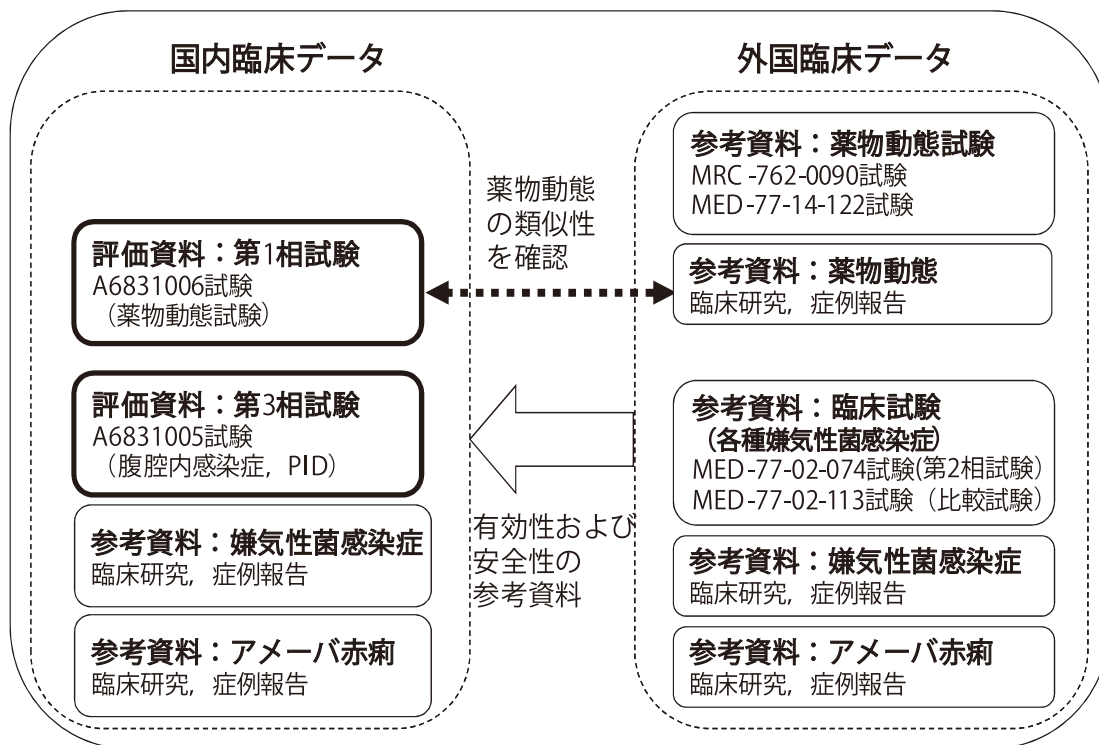 国内臨床データ
評価資料：第1相試験
A6831006試験
（薬物動態試験）
評価資料：第3相試験
A6831005試験
（腹腔内感染症，PID）
参考資料：嫌気性菌感染症
臨床研究，症例報告
参考資料：アメーバ赤痢
臨床研究，症例報告
薬物動態
の類似性
を確認
有効性および
安全性の
参考資料
外国臨床データ
参考資料：薬物動態試験
MRC-762-0090試験
MED-77-14-122試験
参考資料：薬物動態
臨床研究，症例報告
参考資料：臨床試験
（各種嫌気性菌感染症）
MED-77-02-074試験(第2相試験）
MED-77-02-113試験（比較試験）
参考資料：嫌気性菌感染症
臨床研究，症例報告
参考資料：アメーバ赤痢
臨床研究，症例報告